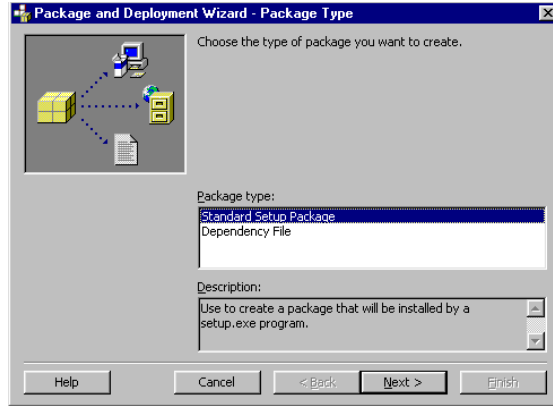 Package and Deployment Wizard - Package Type
Choose the type of package you want to create.
Package type:
Standard Setup Package
Dependency File
Description:
Use to create a package that will be installed by a
setup.exe program.
Help
Cancel
< Back
Next >
Finish